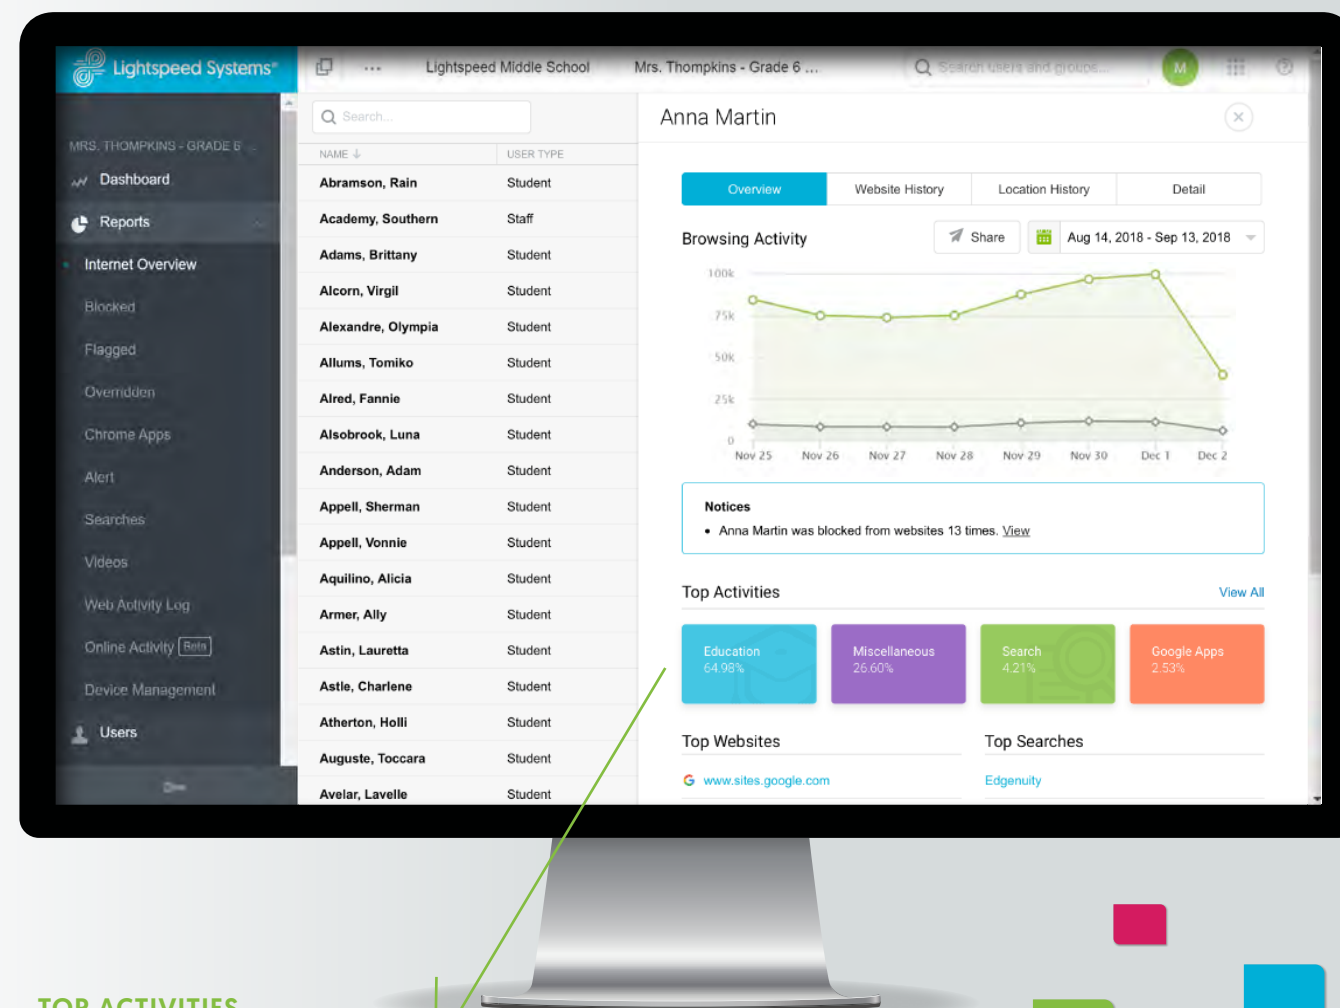 Lightspeed Systems®
Lightspeed Middle School
Mrs. Thompkins - Grade 6 ...
Search users and groups...
M
MRS. THOMPKINS - GRADE 6 ...
Dashboard
Reports
Internet Overview
Blocked
Flagged
Overridden
Chrome Apps
Alert
Searches
Videos
Web Activity Log
Online Activity Beta
Device Management
Users
Search...
NAME ↓ USER TYPE
Abramson, Rain Student
Academy, Southern Staff
Adams, Brittany Student
Alcorn, Virgil Student
Alexandre, Olympia Student
Allums, Tomiko Student
Alred, Fannie Student
Alsobrook, Luna Student
Anderson, Adam Student
Appell, Sherman Student
Appell, Vonnie Student
Aquilino, Alicia Student
Armer, Ally Student
Astin, Lauretta Student
Astle, Charlene Student
Atherton, Holli Student
Auguste, Toccara Student
Avelar, Lavelle Student
Anna Martin
Overview Website History Location History Detail
Browsing Activity
Share
Aug 14, 2018 - Sep 13, 2018
100k
75k
50k
25k
0
Nov 25 Nov 26 Nov 27 Nov 28 Nov 29 Nov 30 Dec 1 Dec 2
Notices
• Anna Martin was blocked from websites 13 times. View
Top Activities View All
Education
64.98%
Miscellaneous
26.60%
Search
4.21%
Google Apps
2.53%
Top Websites
www.sites.google.com
Top Searches
Edgenuity
TOP ACTIVITIES